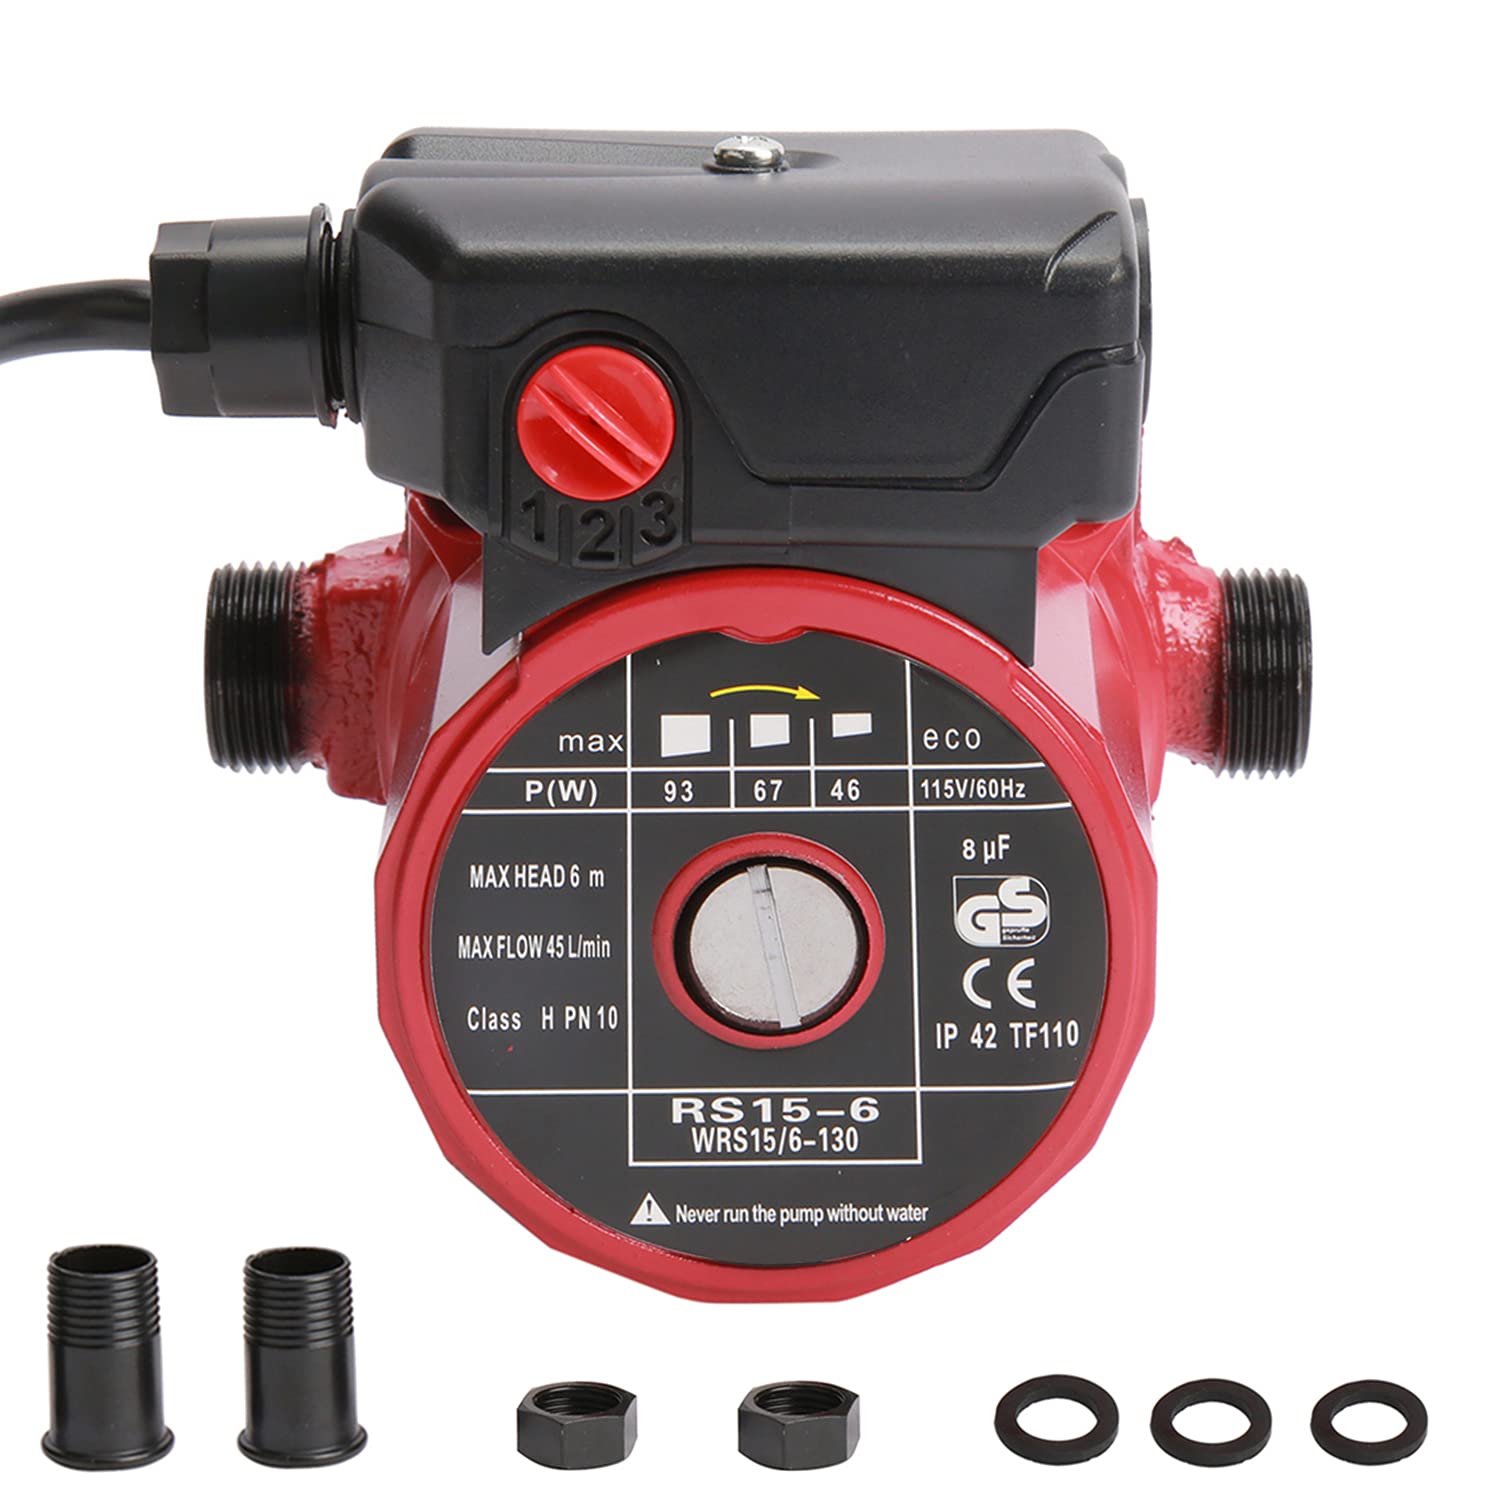 1 2 3
max eco
P(W) 93 67 46 115V/60Hz
MAX HEAD 6 m
MAX FLOW 45 L/min
Class H PN 10
8 µF
GS
geprüfte
Sicherheit
CE
IP 42 TF110
RS15-6
WRS15/6-130
! Never run the pump without water